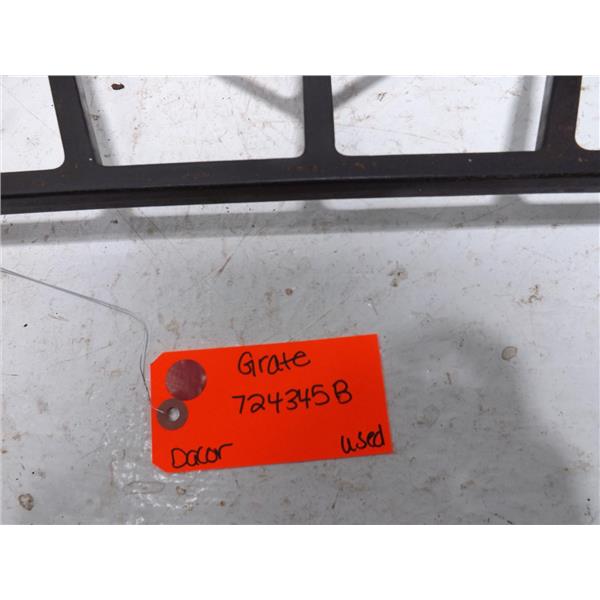 Grate
724345B
Dacor used